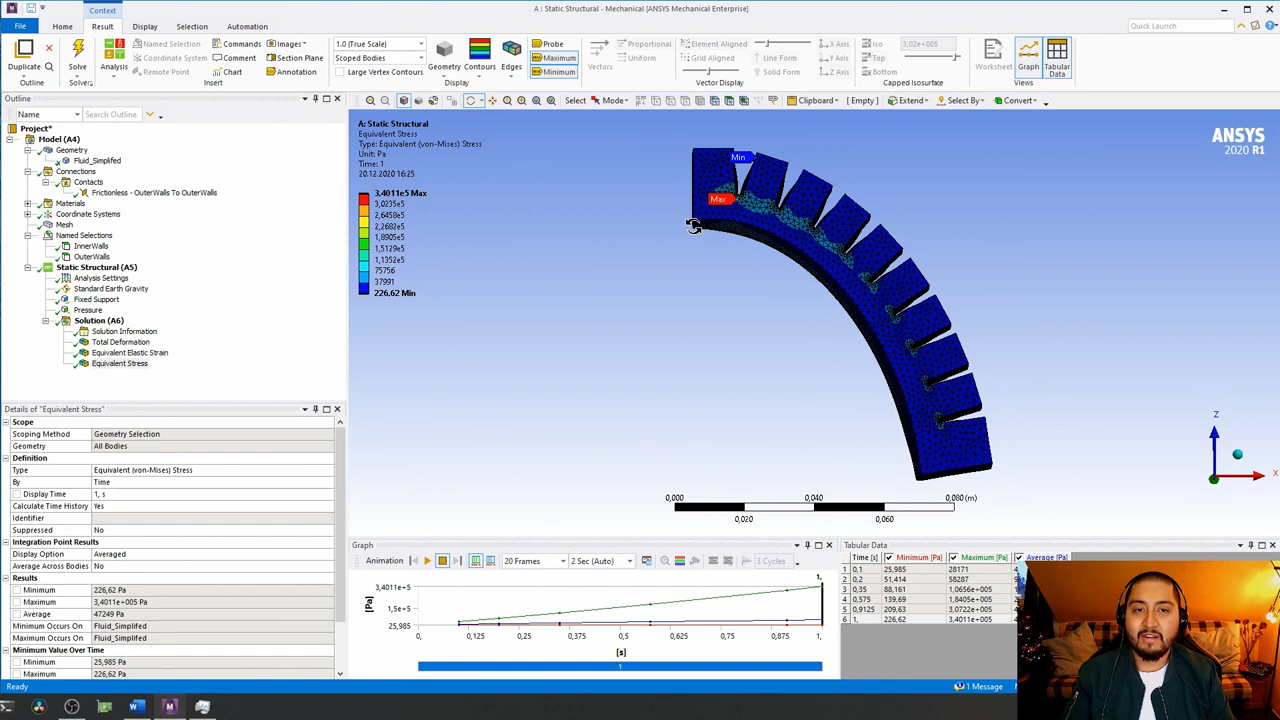 Context
A : Static Structural - Mechanical [ANSYS Mechanical Enterprise]
File Home Result Display Selection Automation
Quick Launch
Duplicate
Outline
Solve
Solver
Analysis
Named Selection
Coordinate System
Remote Point
Commands
Comment
Chart
Images
Section Plane
Annotation
Insert
1.0 (True Scale)
Scoped Bodies
Large Vertex Contours
Geometry
Contours
Edges
Display
Probe
Maximum
Minimum
Vectors
Proportional
Uniform
Element Aligned
Grid Aligned
Line Form
Solid Form
X Axis
Y Axis
Z Axis
Vector Display
Iso
Top
Bottom
3,02e+005
Capped Isosurface
Worksheet
Graph
Tabular Data
Views
Select Mode
Clipboard [ Empty ] Extend Select By Convert
Outline
Name
Search Outline
Project*
Model (A4)
Geometry
Fluid_Simplifed
Connections
Contacts
Frictionless - OuterWalls To OuterWalls
Materials
Coordinate Systems
Mesh
Named Selections
InnerWalls
OuterWalls
Static Structural (A5)
Analysis Settings
Standard Earth Gravity
Fixed Support
Pressure
Solution (A6)
Solution Information
Total Deformation
Equivalent Elastic Strain
Equivalent Stress
A: Static Structural
Equivalent Stress
Type: Equivalent (von-Mises) Stress
Unit: Pa
Time: 1
20.12.2020 16:25
3,4011e5 Max
3,0235e5
2,6458e5
2,2682e5
1,8905e5
1,5129e5
1,1352e5
75756
37991
226,62 Min
Min
Max
ANSYS
2020 R1
Z
X
0,000 0,040 0,080 (m)
0,020 0,060
Details of "Equivalent Stress"
Scope
Scoping Method Geometry Selection
Geometry All Bodies
Definition
Type Equivalent (von-Mises) Stress
By Time
Display Time 1, s
Calculate Time History Yes
Identifier
Suppressed No
Integration Point Results
Display Option Averaged
Average Across Bodies No
Results
Minimum 226,62 Pa
Maximum 3,4011e+005 Pa
Average 47249 Pa
Minimum Occurs On Fluid_Simplifed
Maximum Occurs On Fluid_Simplifed
Minimum Value Over Time
Minimum 25,985 Pa
Maximum 226,62 Pa
Graph
Animation
20 Frames
2 Sec (Auto)
3 Cycles
1,
3,4011e+5
1,5e+5
25,985
[Pa]
0, 0,125 0,25 0,375 0,5 0,625 0,75 0,875 1,
[s]
1
Tabular Data
Time [s] Minimum [Pa] Maximum [Pa] Average [Pa]
1 0,1 25,985 28171
2 0,2 51,414 58287
3 0,35 88,161 1,0656e+005
4 0,575 139,69 1,8405e+005
5 0,9125 209,63 3,0722e+005
6 1, 226,62 3,4011e+005
Ready
1 Message